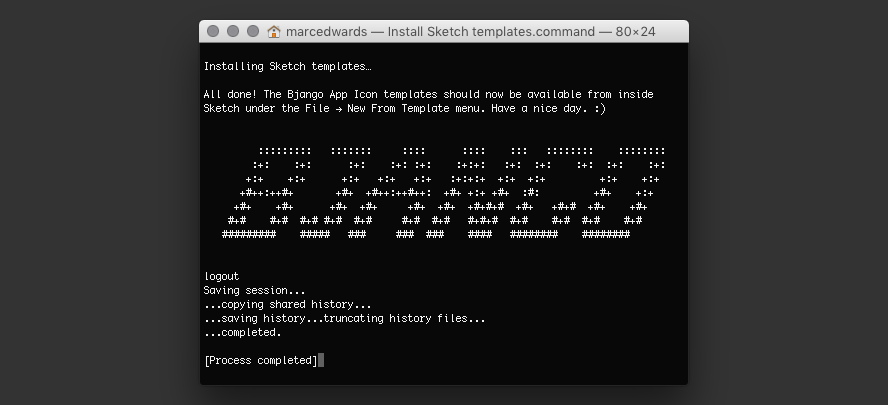 marcedwards — Install Sketch templates.command — 80×24
Installing Sketch templates…
All done! The Bjango App Icon templates should now be available from inside
Sketch under the File → New From Template menu. Have a nice day. :)
         :::::::::   :::::::      ::::      ::::    :::   ::::::::    ::::::::
        :+:    :+:      :+:    :+: :+:    :+:+:   :+:  :+:    :+:  :+:    :+:
       +:+    +:+      +:+   +:+   +:+   :+:+:+  +:+  +:+         +:+    +:+
      +#++:++#+       +#+  +#++:++#++:  +#+ +:+ +#+  :#:         +#+    +:+
     +#+    +#+      +#+  +#+     +#+  +#+  +#+#+#  +#+   +#+#  +#+    +#+
    #+#    #+#  #+# #+#  #+#     #+#  #+#   #+#+#  #+#    #+#  #+#    #+#
   #########    #####   ###     ###  ###    ####   ########    ########
logout
Saving session...
...copying shared history...
...saving history...truncating history files...
...completed.
[Process completed]